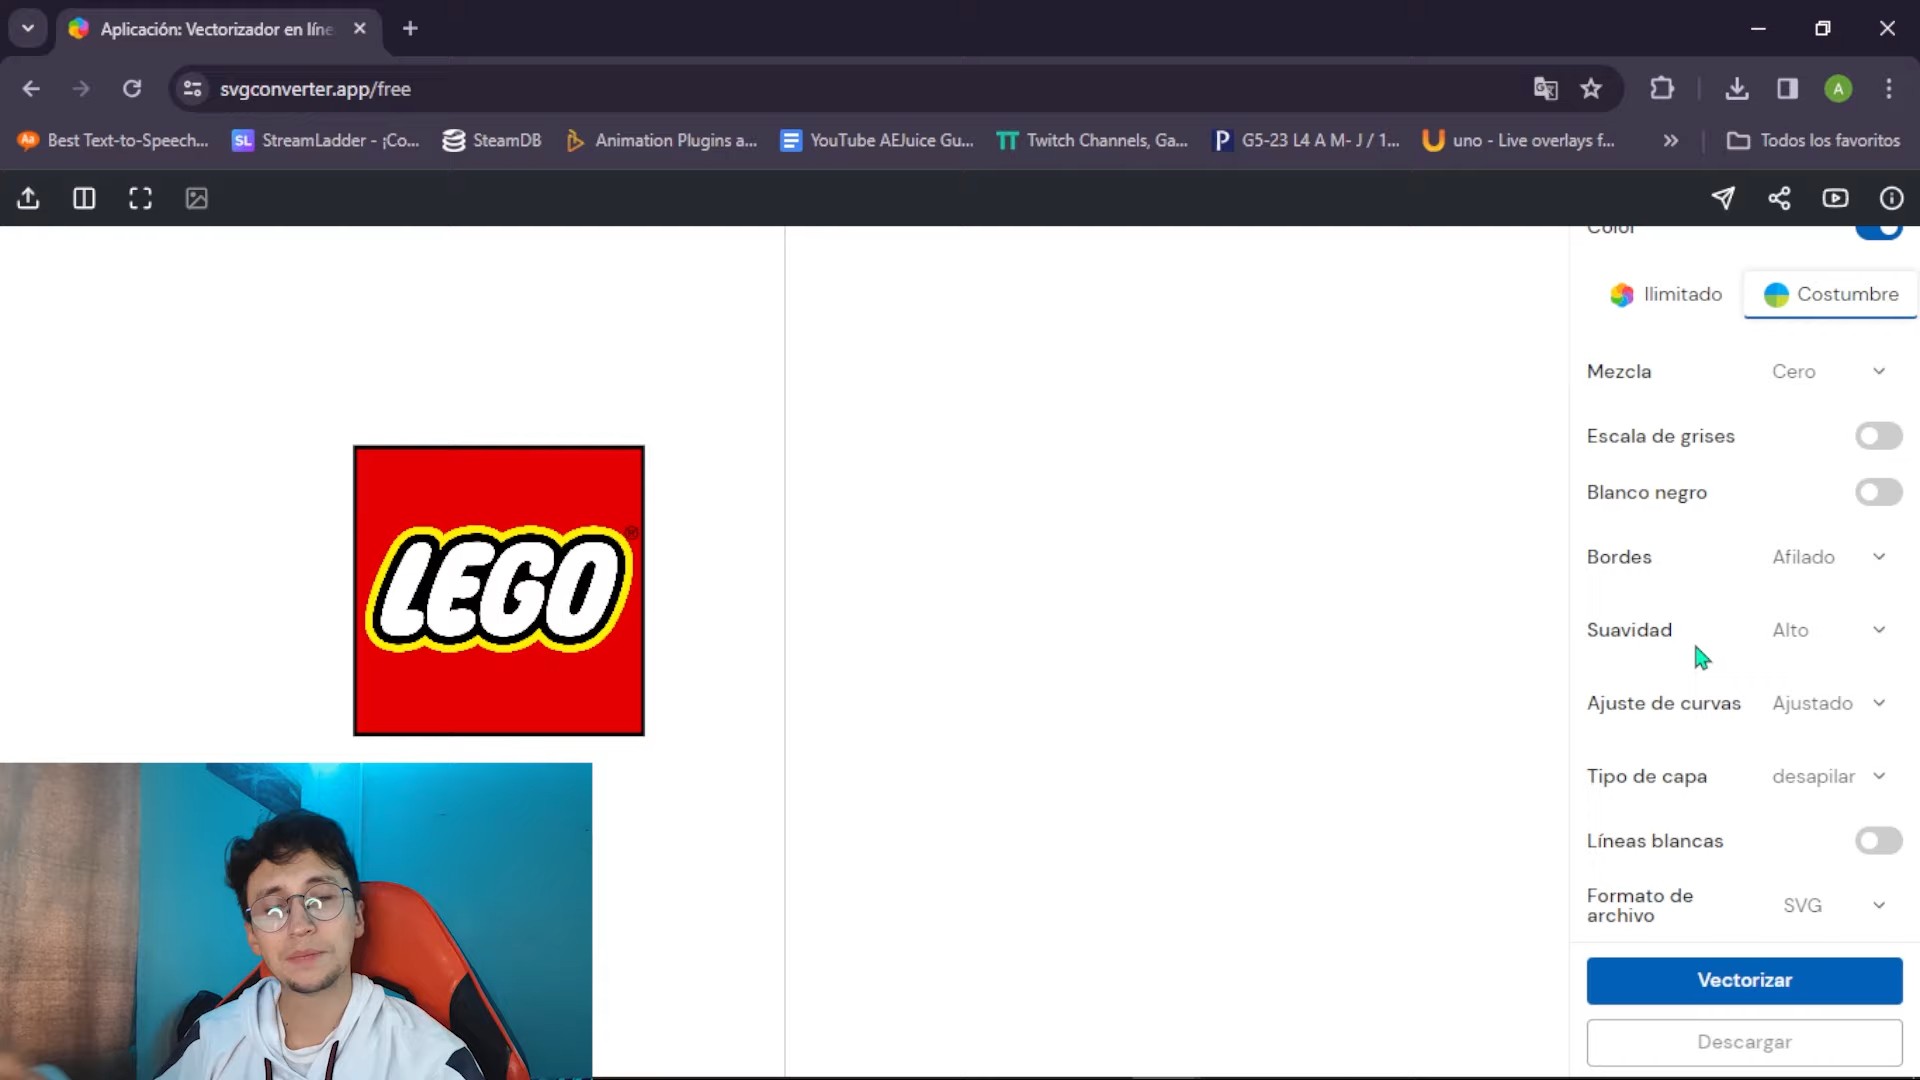 Aplicación: Vectorizador en líne
svgconverter.app/free
A
Best Text-to-Speech...
SL StreamLadder - ¡Co...
SteamDB
Animation Plugins a...
YouTube AEJuice Gu...
TT Twitch Channels, Ga...
P G5-23 L4 A M- J / 1...
uno - Live overlays f...
Todos los favoritos
Color
Ilimitado
Costumbre
Mezcla Cero
Escala de grises
Blanco negro
Bordes Afilado
Suavidad Alto
Ajuste de curvas Ajustado
Tipo de capa desapilar
Líneas blancas
Formato de
archivo
SVG
Vectorizar
Descargar
LEGO®